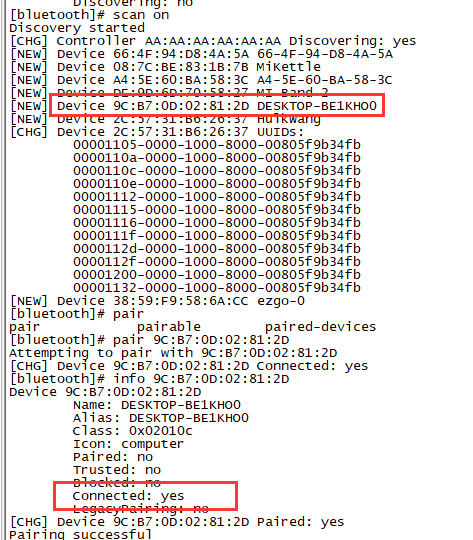 Discovering: no
[bluetooth]# scan on
Discovery started
[CHG] Controller AA:AA:AA:AA:AA:AA Discovering: yes
[NEW] Device 66:4F:94:D8:4A:5A 66-4F-94-D8-4A-5A
[NEW] Device 08:7C:BE:83:1B:7B MiKettle
[NEW] Device A4:5E:60:BA:58:3C A4-5E-60-BA-58-3C
[NEW] Device DE:9D:6D:70:58:27 MI Band 2
[NEW] Device 9C:B7:0D:02:81:2D DESKTOP-BE1KHO0
[NEW] Device 2C:57:31:B6:26:37 HulkWang
[CHG] Device 2C:57:31:B6:26:37 UUIDs:
00001105-0000-1000-8000-00805f9b34fb
0000110a-0000-1000-8000-00805f9b34fb
0000110c-0000-1000-8000-00805f9b34fb
0000110e-0000-1000-8000-00805f9b34fb
00001112-0000-1000-8000-00805f9b34fb
00001115-0000-1000-8000-00805f9b34fb
00001116-0000-1000-8000-00805f9b34fb
0000111f-0000-1000-8000-00805f9b34fb
0000112d-0000-1000-8000-00805f9b34fb
0000112f-0000-1000-8000-00805f9b34fb
00001200-0000-1000-8000-00805f9b34fb
00001132-0000-1000-8000-00805f9b34fb
[NEW] Device 38:59:F9:58:6A:CC ezgo-0
[bluetooth]# pair
pair pairable paired-devices
[bluetooth]# pair 9C:B7:0D:02:81:2D
Attempting to pair with 9C:B7:0D:02:81:2D
[CHG] Device 9C:B7:0D:02:81:2D Connected: yes
[bluetooth]# info 9C:B7:0D:02:81:2D
Device 9C:B7:0D:02:81:2D
Name: DESKTOP-BE1KHO0
Alias: DESKTOP-BE1KHO0
Class: 0x02010c
Icon: computer
Paired: no
Trusted: no
Blocked: no
Connected: yes
LegacyPairing: no
[CHG] Device 9C:B7:0D:02:81:2D Paired: yes
Pairing successful